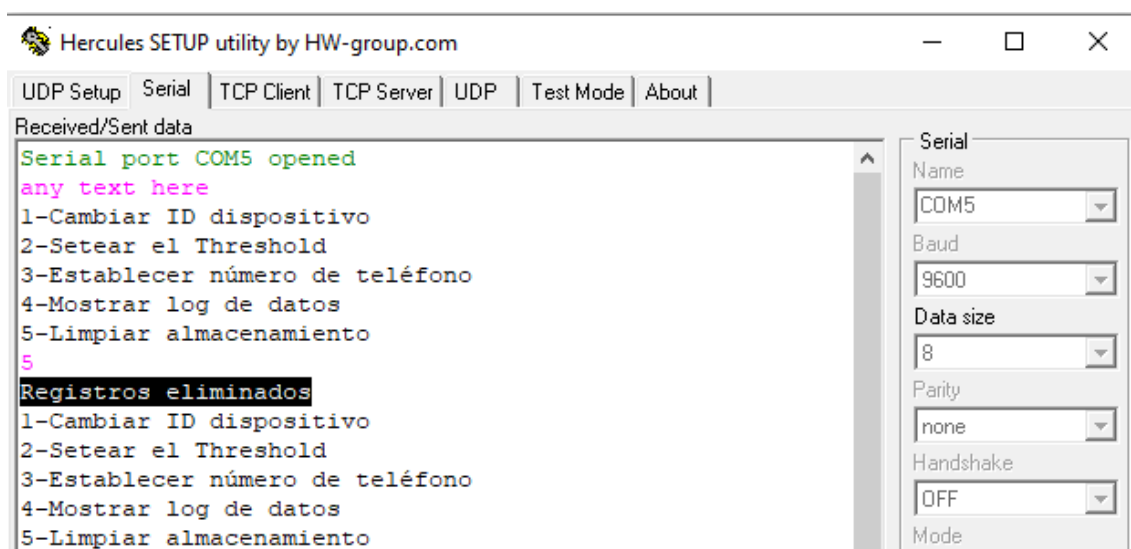 Hercules SETUP utility by HW-group.com
UDP Setup Serial TCP Client TCP Server UDP Test Mode About
Received/Sent data
Serial port COM5 opened
any text here
1-Cambiar ID dispositivo
2-Setear el Threshold
3-Establecer número de teléfono
4-Mostrar log de datos
5-Limpiar almacenamiento
5
Registros eliminados
1-Cambiar ID dispositivo
2-Setear el Threshold
3-Establecer número de teléfono
4-Mostrar log de datos
5-Limpiar almacenamiento
Serial
Name
COM5
Baud
9600
Data size
8
Parity
none
Handshake
OFF
Mode